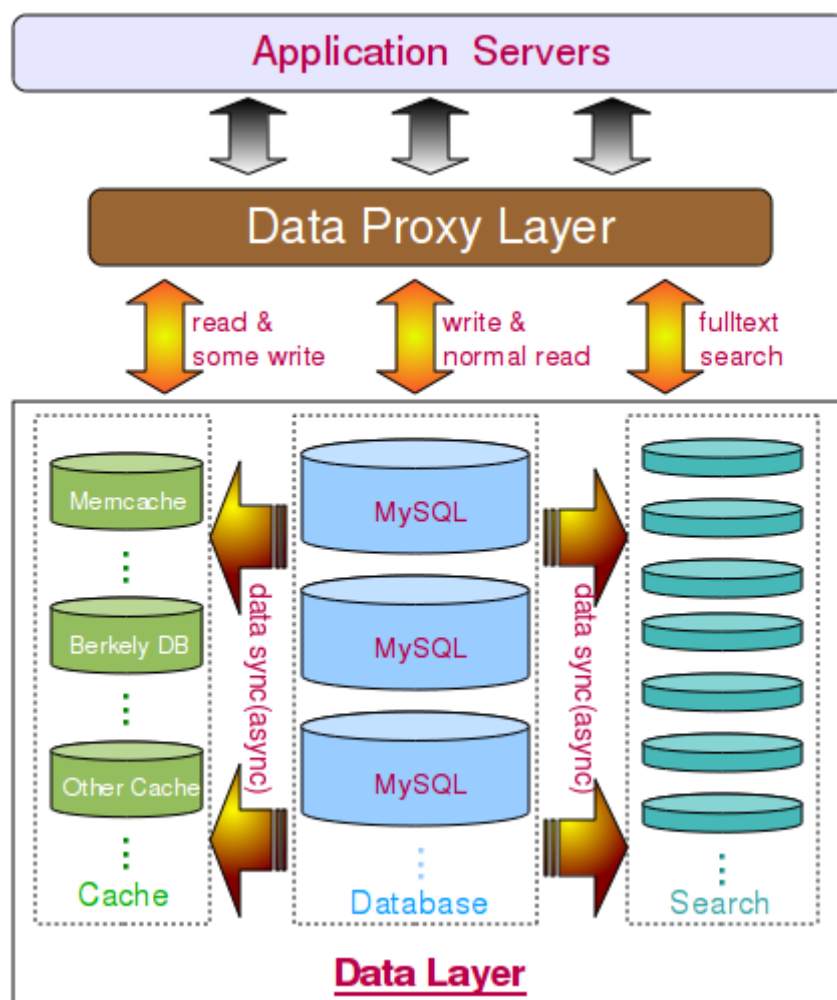 Application Servers
Data Proxy Layer
read &
some write
write &
normal read
fulltext
search
Memcache
Berkely DB
Other Cache
Cache
data sync(async)
MySQL
MySQL
MySQL
Database
data sync(async)
Search
Data Layer